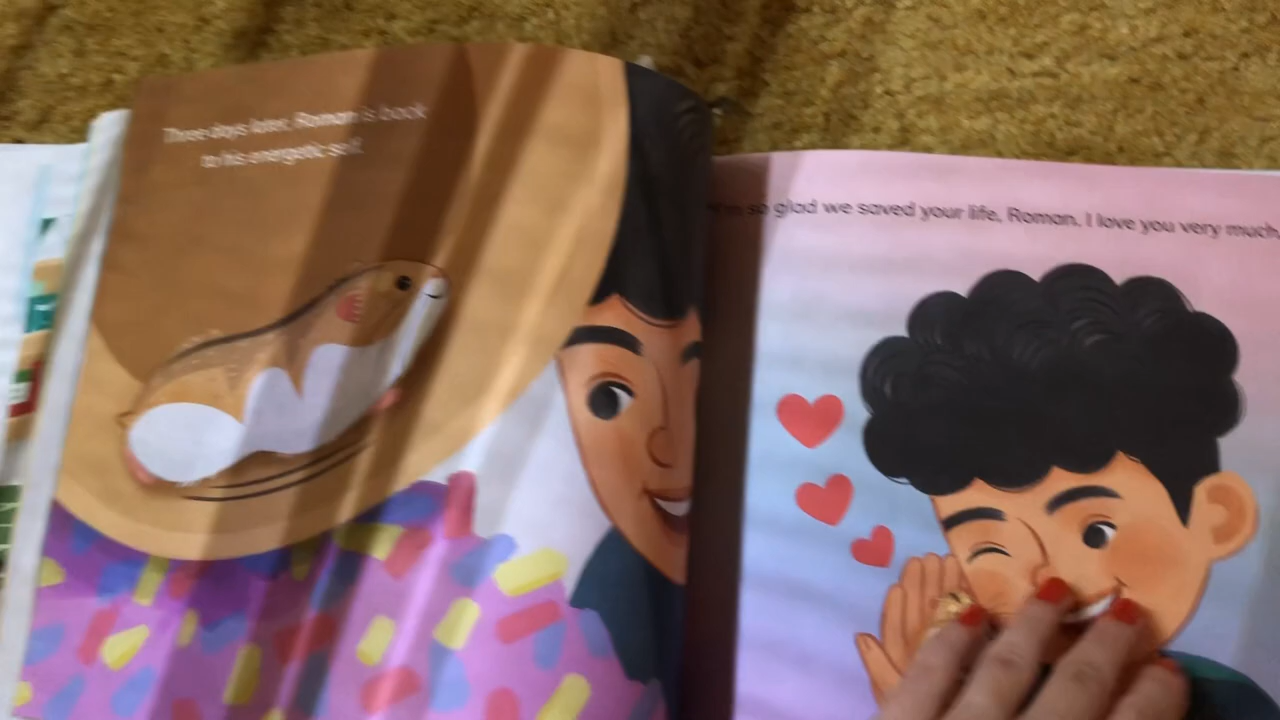 Three days later, Roman is back
to his energetic self.
so glad we saved your life, Roman. I love you very much,